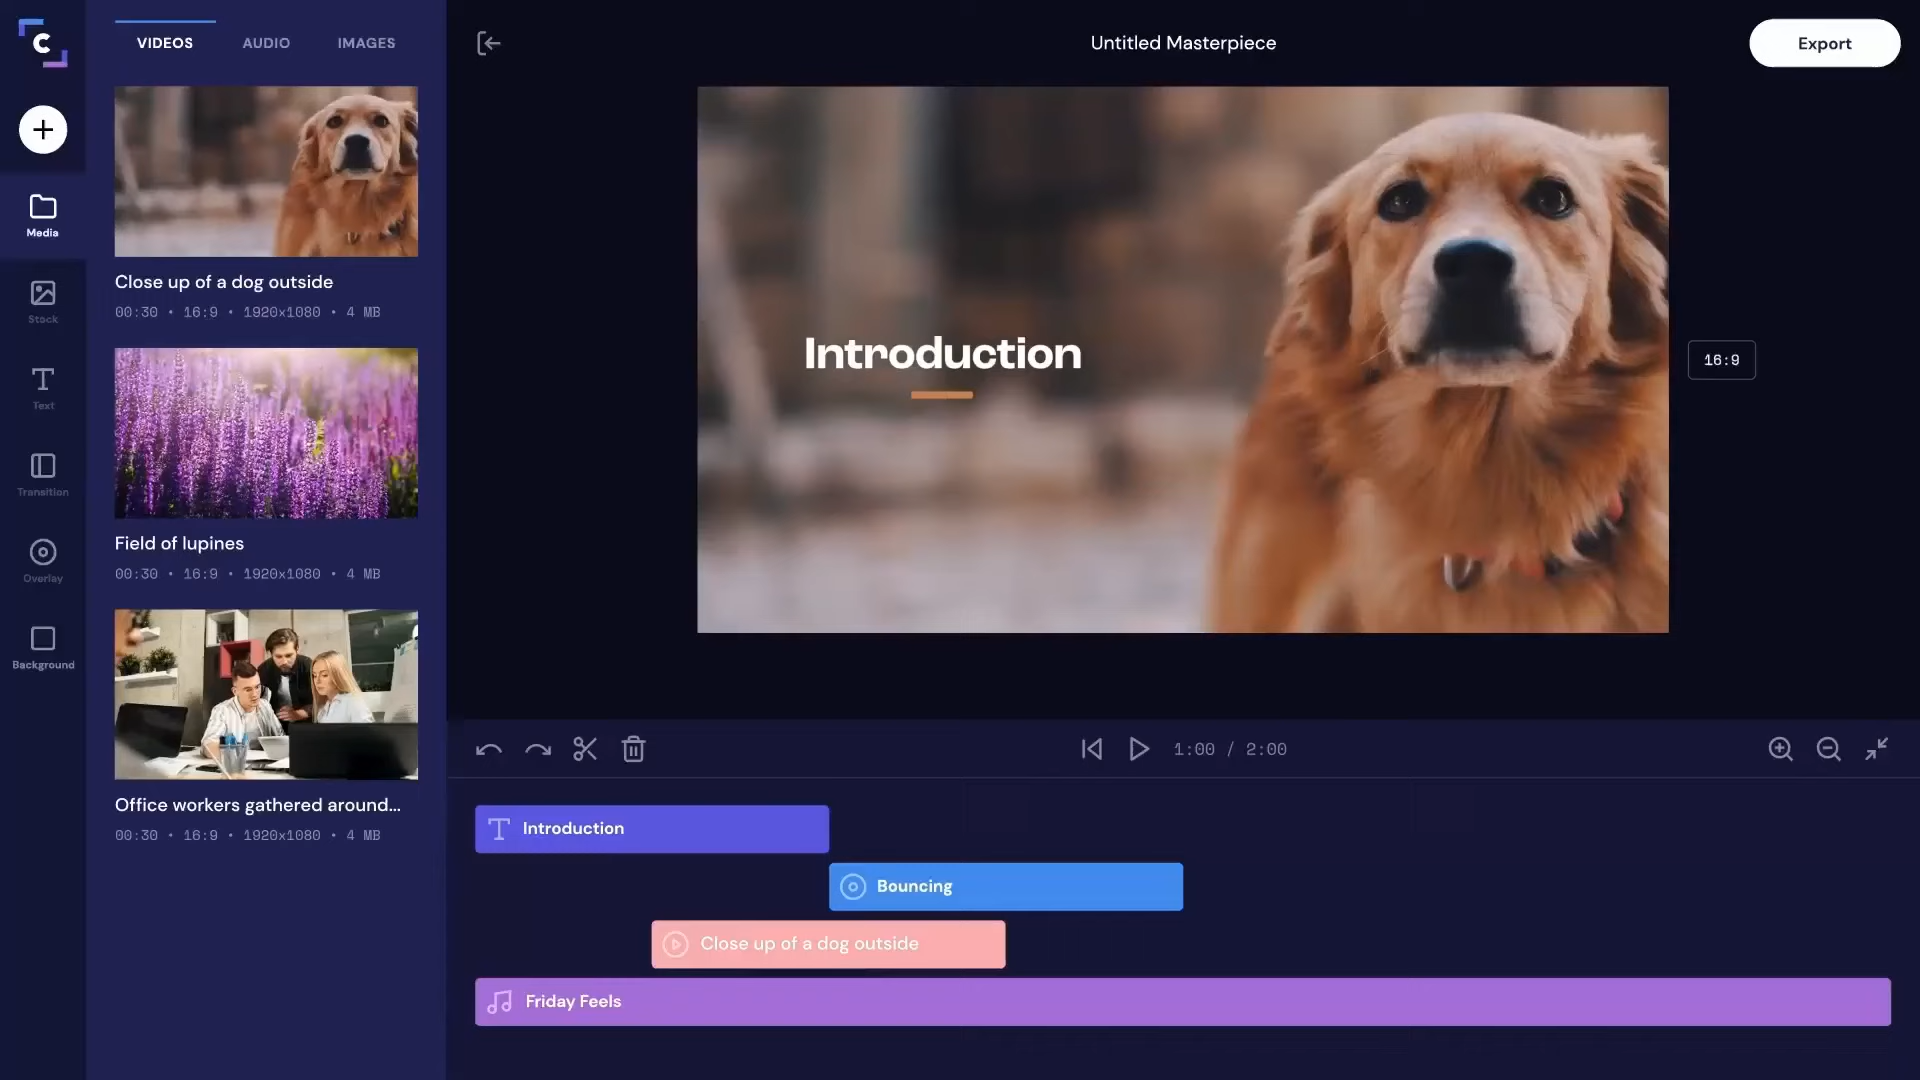 C
VIDEOS AUDIO IMAGES
Untitled Masterpiece
Export
Media
Stock
Text
Transition
Overlay
Background
Close up of a dog outside
00:30 • 16:9 • 1920x1080 • 4 MB
Field of lupines
00:30 • 16:9 • 1920x1080 • 4 MB
Office workers gathered around...
00:30 • 16:9 • 1920x1080 • 4 MB
Introduction
16:9
1:00 / 2:00
Introduction
Bouncing
Close up of a dog outside
Friday Feels